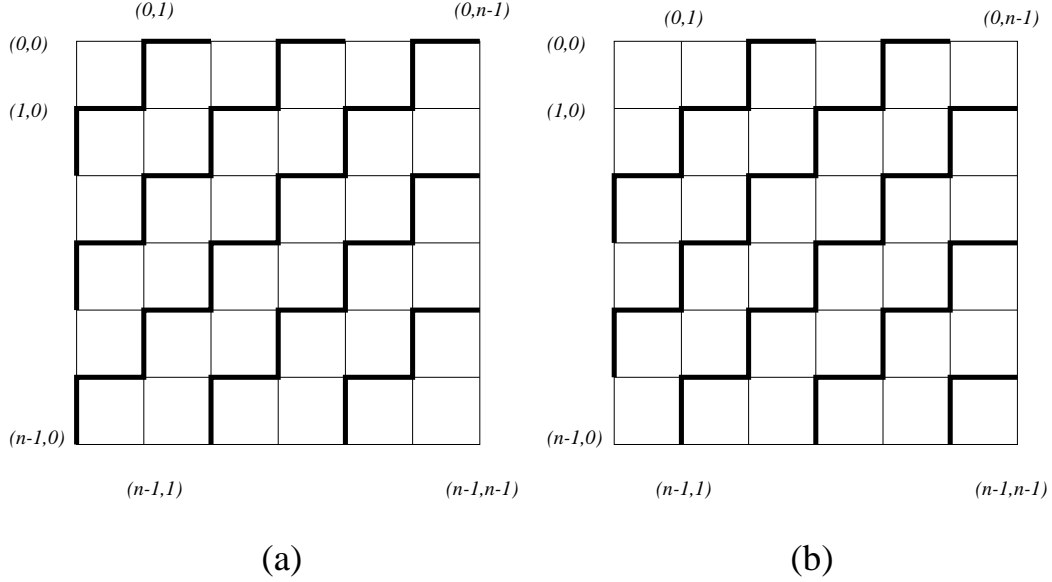 (0,1) (0,n-1) (0,1) (0,n-1)
(0,0) (0,0)
(1,0) (1,0)
(n-1,0) (n-1,0)
(n-1,1) (n-1,n-1) (n-1,1) (n-1,n-1)
(a) (b)